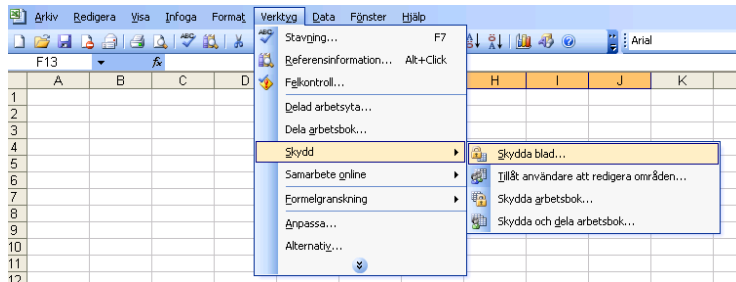 Arkiv Redigera Visa Infoga Format Verktyg Data Fönster Hjälp
Arial
F13 fx
A B C D H I J K
1
2
3
4
5
6
7
8
9
10
11
12
Stavning... F7
Referensinformation... Alt+Click
Felkontroll...
Delad arbetsyta...
Dela arbetsbok...
Skydd
Samarbete online
Formelgranskning
Anpassa...
Alternativ...
Skydda blad...
Tillåt användare att redigera områden...
Skydda arbetsbok...
Skydda och dela arbetsbok...